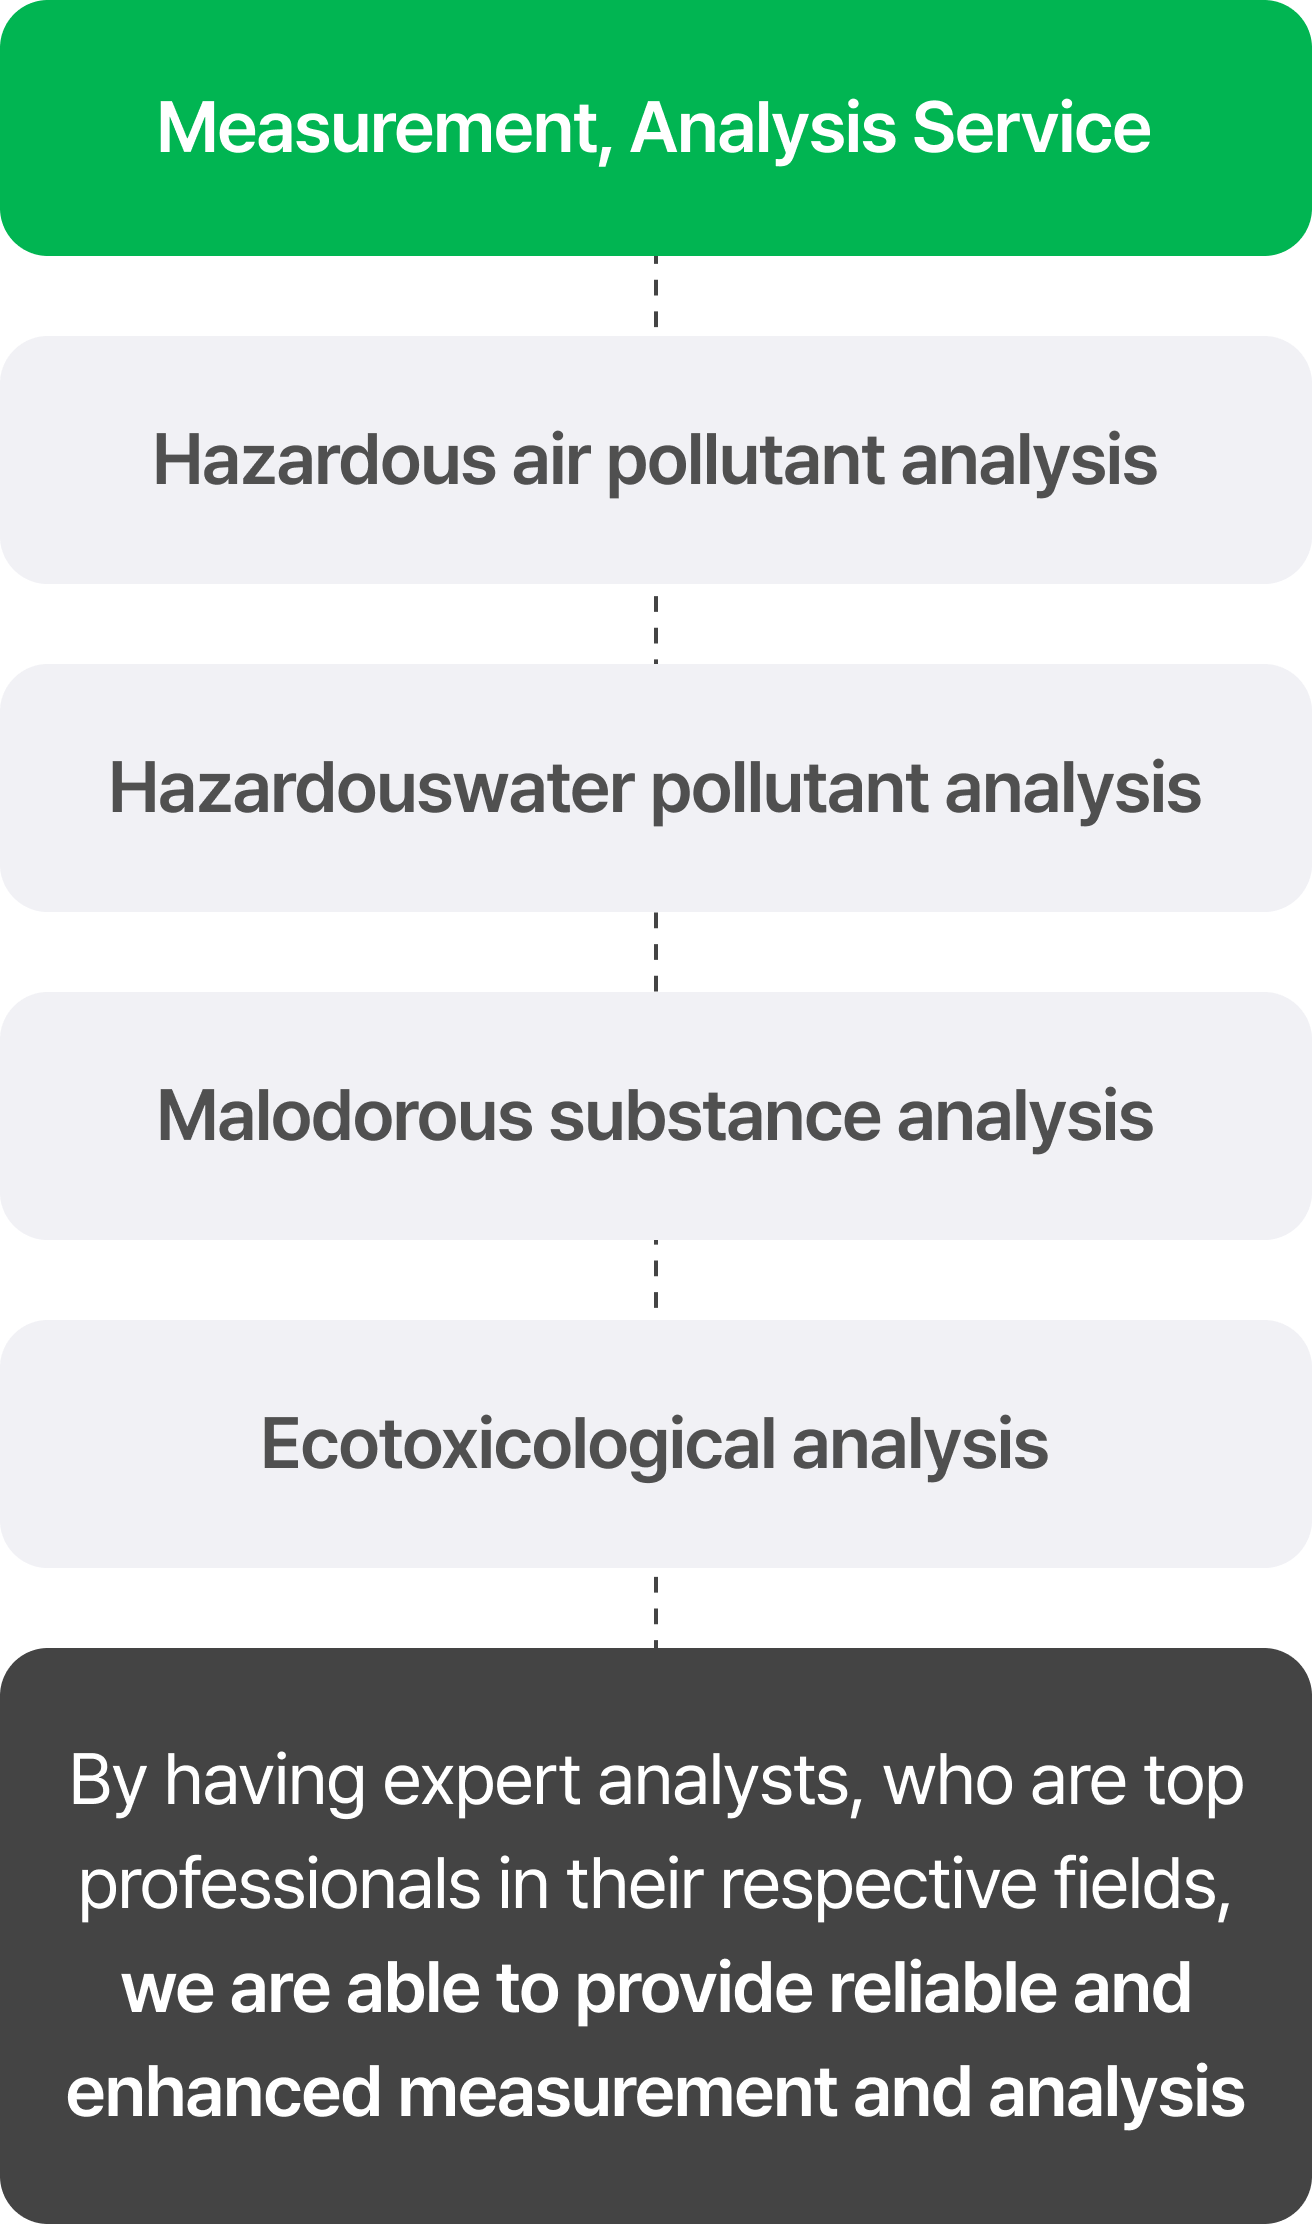 Measurement, Analysis Service
Hazardous air pollutant analysis
Hazardouswater pollutant analysis
Malodorous substance analysis
Ecotoxicological analysis
By having expert analysts, who are top
professionals in their respective fields,
we are able to provide reliable and
enhanced measurement and analysis